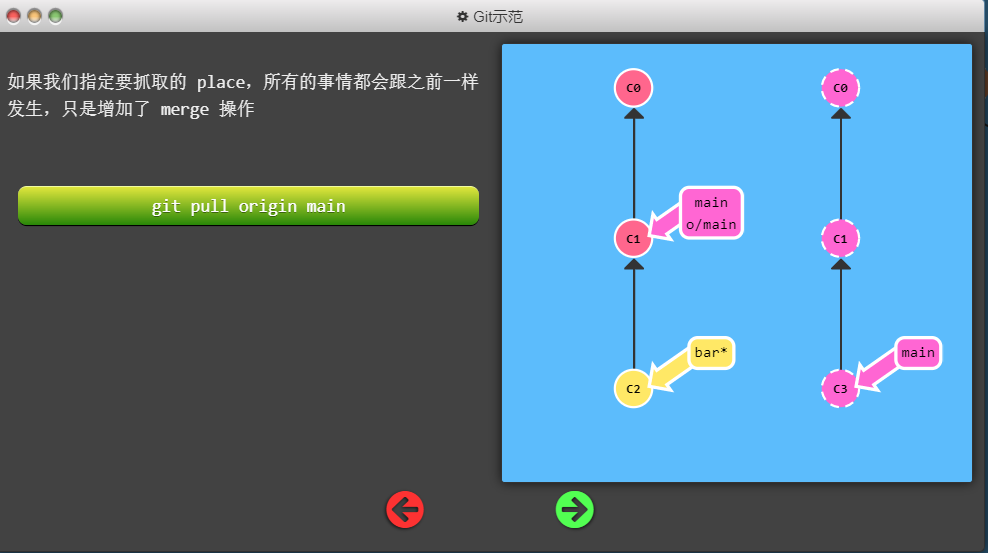 Git示范
如果我们指定要抓取的 place，所有的事情都会跟之前一样
发生，只是增加了 merge 操作
git pull origin main
C0
C0
main
o/main
C1
C1
bar*
main
C2
C3